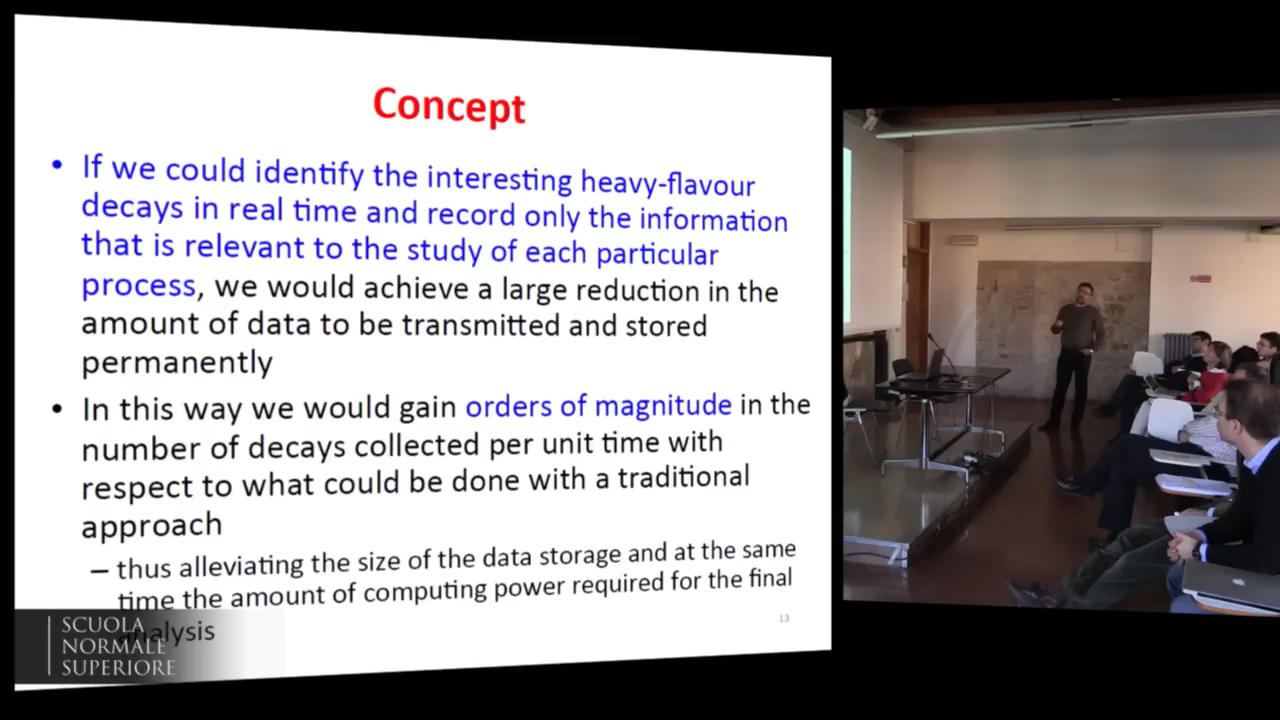 Concept
• If we could identify the interesting heavy-flavour
decays in real time and record only the information
that is relevant to the study of each particular
process, we would achieve a large reduction in the
amount of data to be transmitted and stored
permanently
• In this way we would gain orders of magnitude in the
number of decays collected per unit time with
respect to what could be done with a traditional
approach
– thus alleviating the size of the data storage and at the same
time the amount of computing power required for the final
analysis
13
SCUOLA
NORMALE
SUPERIORE